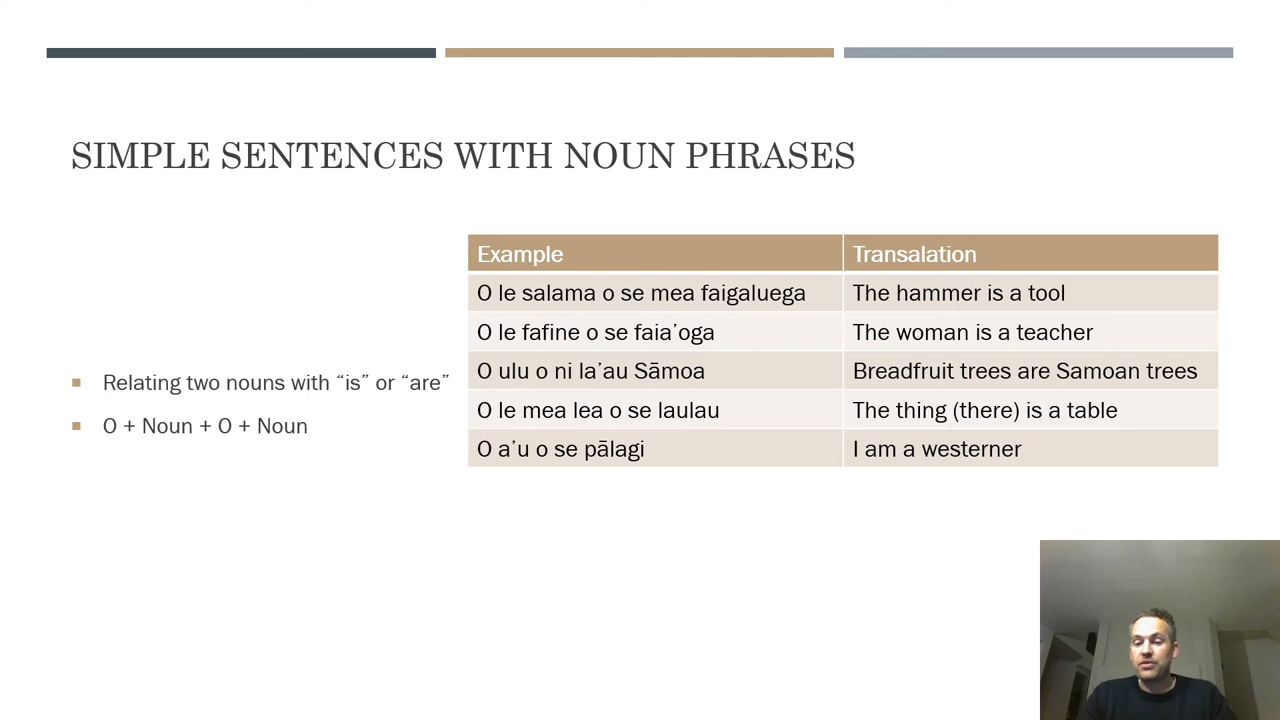 SIMPLE SENTENCES WITH NOUN PHRASES
Relating two nouns with “is” or “are”
O + Noun + O + Noun
Example Transalation
O le salama o se mea faigaluega The hammer is a tool
O le fafine o se faia’oga The woman is a teacher
O ulu o ni la’au Sāmoa Breadfruit trees are Samoan trees
O le mea lea o se laulau The thing (there) is a table
O a’u o se pālagi I am a westerner